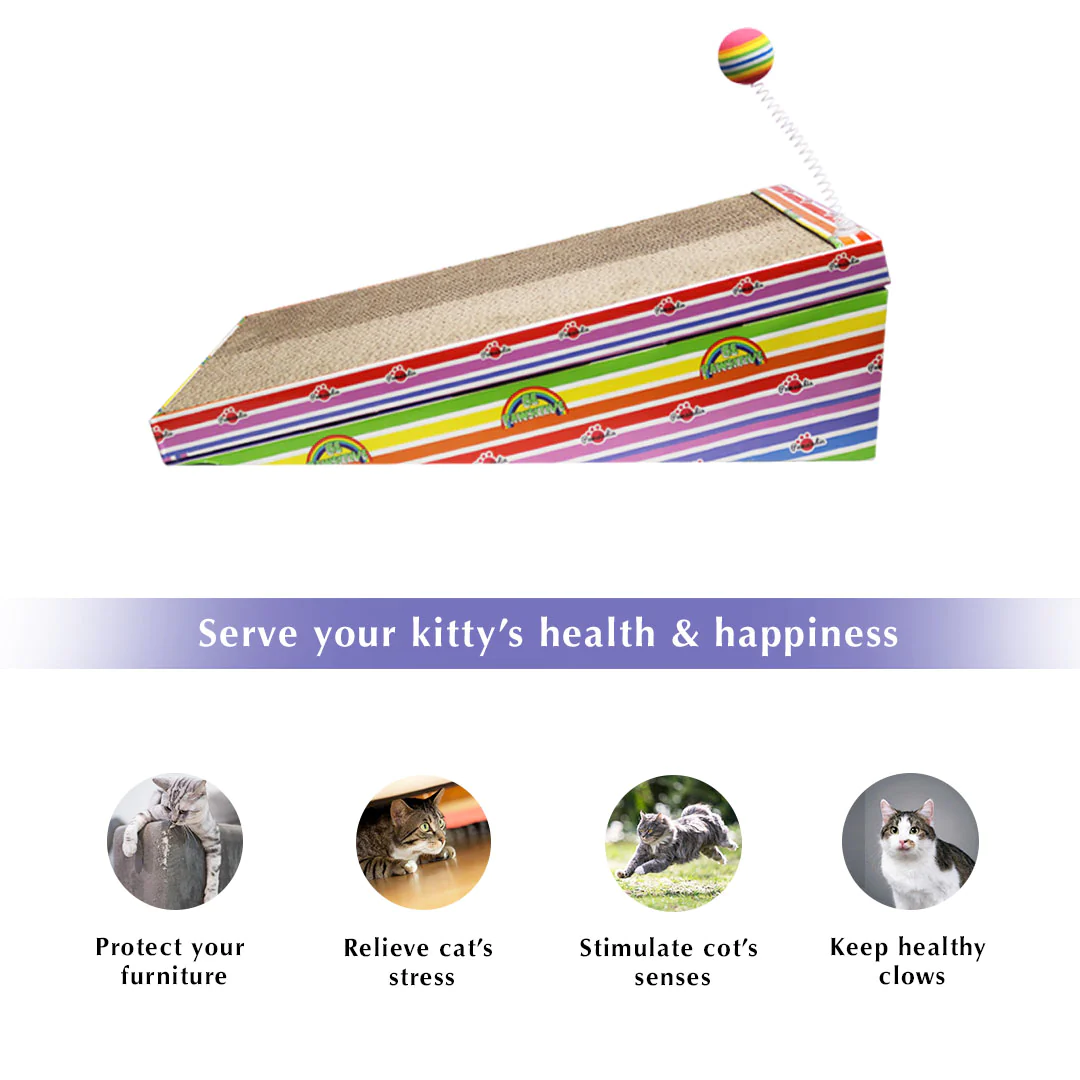 Serve your kitty's health & happiness
Protect your
furniture
Relieve cat's
stress
Stimulate cot's
senses
Keep healthy
clows